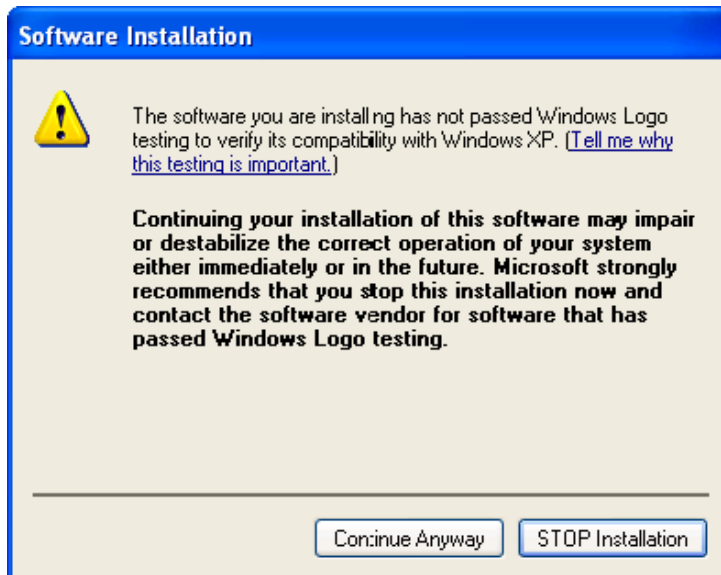 Software Installation
The software you are installing has not passed Windows Logo
testing to verify its compatibility with Windows XP. (Tell me why
this testing is important.)
Continuing your installation of this software may impair
or destabilize the correct operation of your system
either immediately or in the future. Microsoft strongly
recommends that you stop this installation now and
contact the software vendor for software that has
passed Windows Logo testing.
Continue Anyway
STOP Installation